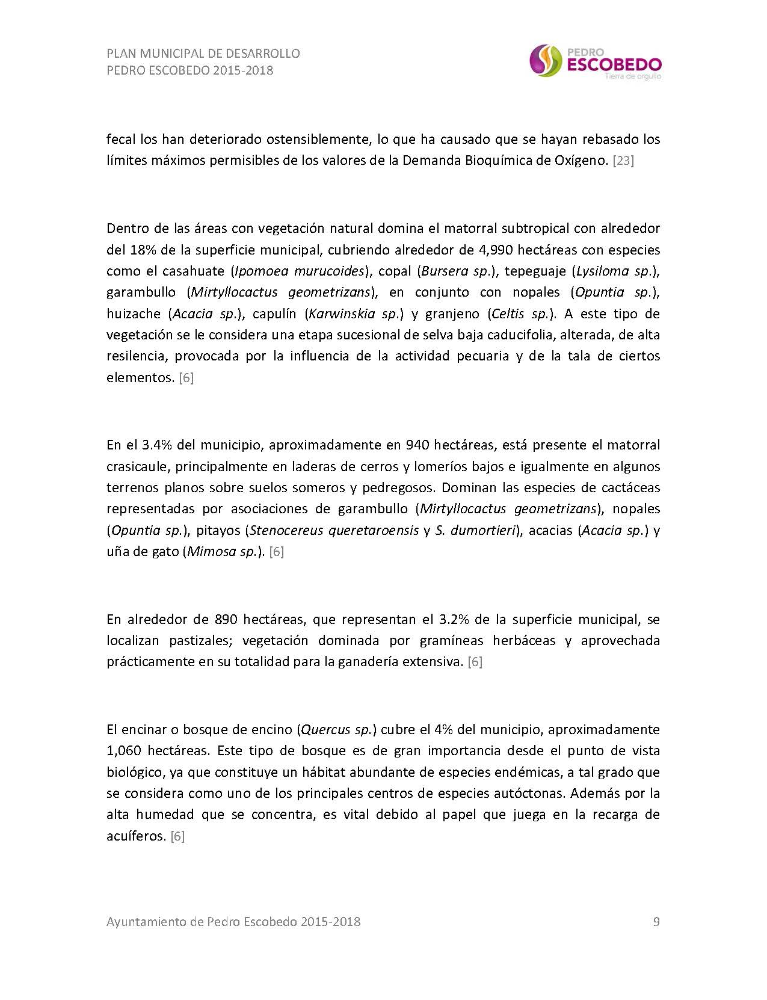 PLAN MUNICIPAL DE DESARROLLO
PEDRO ESCOBEDO 2015-2018
PEDRO
ESCOBEDO
Tierra de orgullo
fecal los han deteriorado ostensiblemente, lo que ha causado que se hayan rebasado los
límites máximos permisibles de los valores de la Demanda Bioquímica de Oxígeno. [23]
Dentro de las áreas con vegetación natural domina el matorral subtropical con alrededor
del 18% de la superficie municipal, cubriendo alrededor de 4,990 hectáreas con especies
como el casahuate (Ipomoea murucoides), copal (Bursera sp.), tepeguaje (Lysiloma sp.),
garambullo (Mirtyllocactus geometrizans), en conjunto con nopales (Opuntia sp.),
huizache (Acacia sp.), capulín (Karwinskia sp.) y granjeno (Celtis sp.). A este tipo de
vegetación se le considera una etapa sucesional de selva baja caducifolia, alterada, de alta
resilencia, provocada por la influencia de la actividad pecuaria y de la tala de ciertos
elementos. [6]
En el 3.4% del municipio, aproximadamente en 940 hectáreas, está presente el matorral
crasicaule, principalmente en laderas de cerros y lomeríos bajos e igualmente en algunos
terrenos planos sobre suelos someros y pedregosos. Dominan las especies de cactáceas
representadas por asociaciones de garambullo (Mirtyllocactus geometrizans), nopales
(Opuntia sp.), pitayos (Stenocereus queretaroensis y S. dumortieri), acacias (Acacia sp.) y
uña de gato (Mimosa sp.). [6]
En alrededor de 890 hectáreas, que representan el 3.2% de la superficie municipal, se
localizan pastizales; vegetación dominada por gramíneas herbáceas y aprovechada
prácticamente en su totalidad para la ganadería extensiva. [6]
El encinar o bosque de encino (Quercus sp.) cubre el 4% del municipio, aproximadamente
1,060 hectáreas. Este tipo de bosque es de gran importancia desde el punto de vista
biológico, ya que constituye un hábitat abundante de especies endémicas, a tal grado que
se considera como uno de los principales centros de especies autóctonas. Además por la
alta humedad que se concentra, es vital debido al papel que juega en la recarga de
acuíferos. [6]
Ayuntamiento de Pedro Escobedo 2015-2018 9